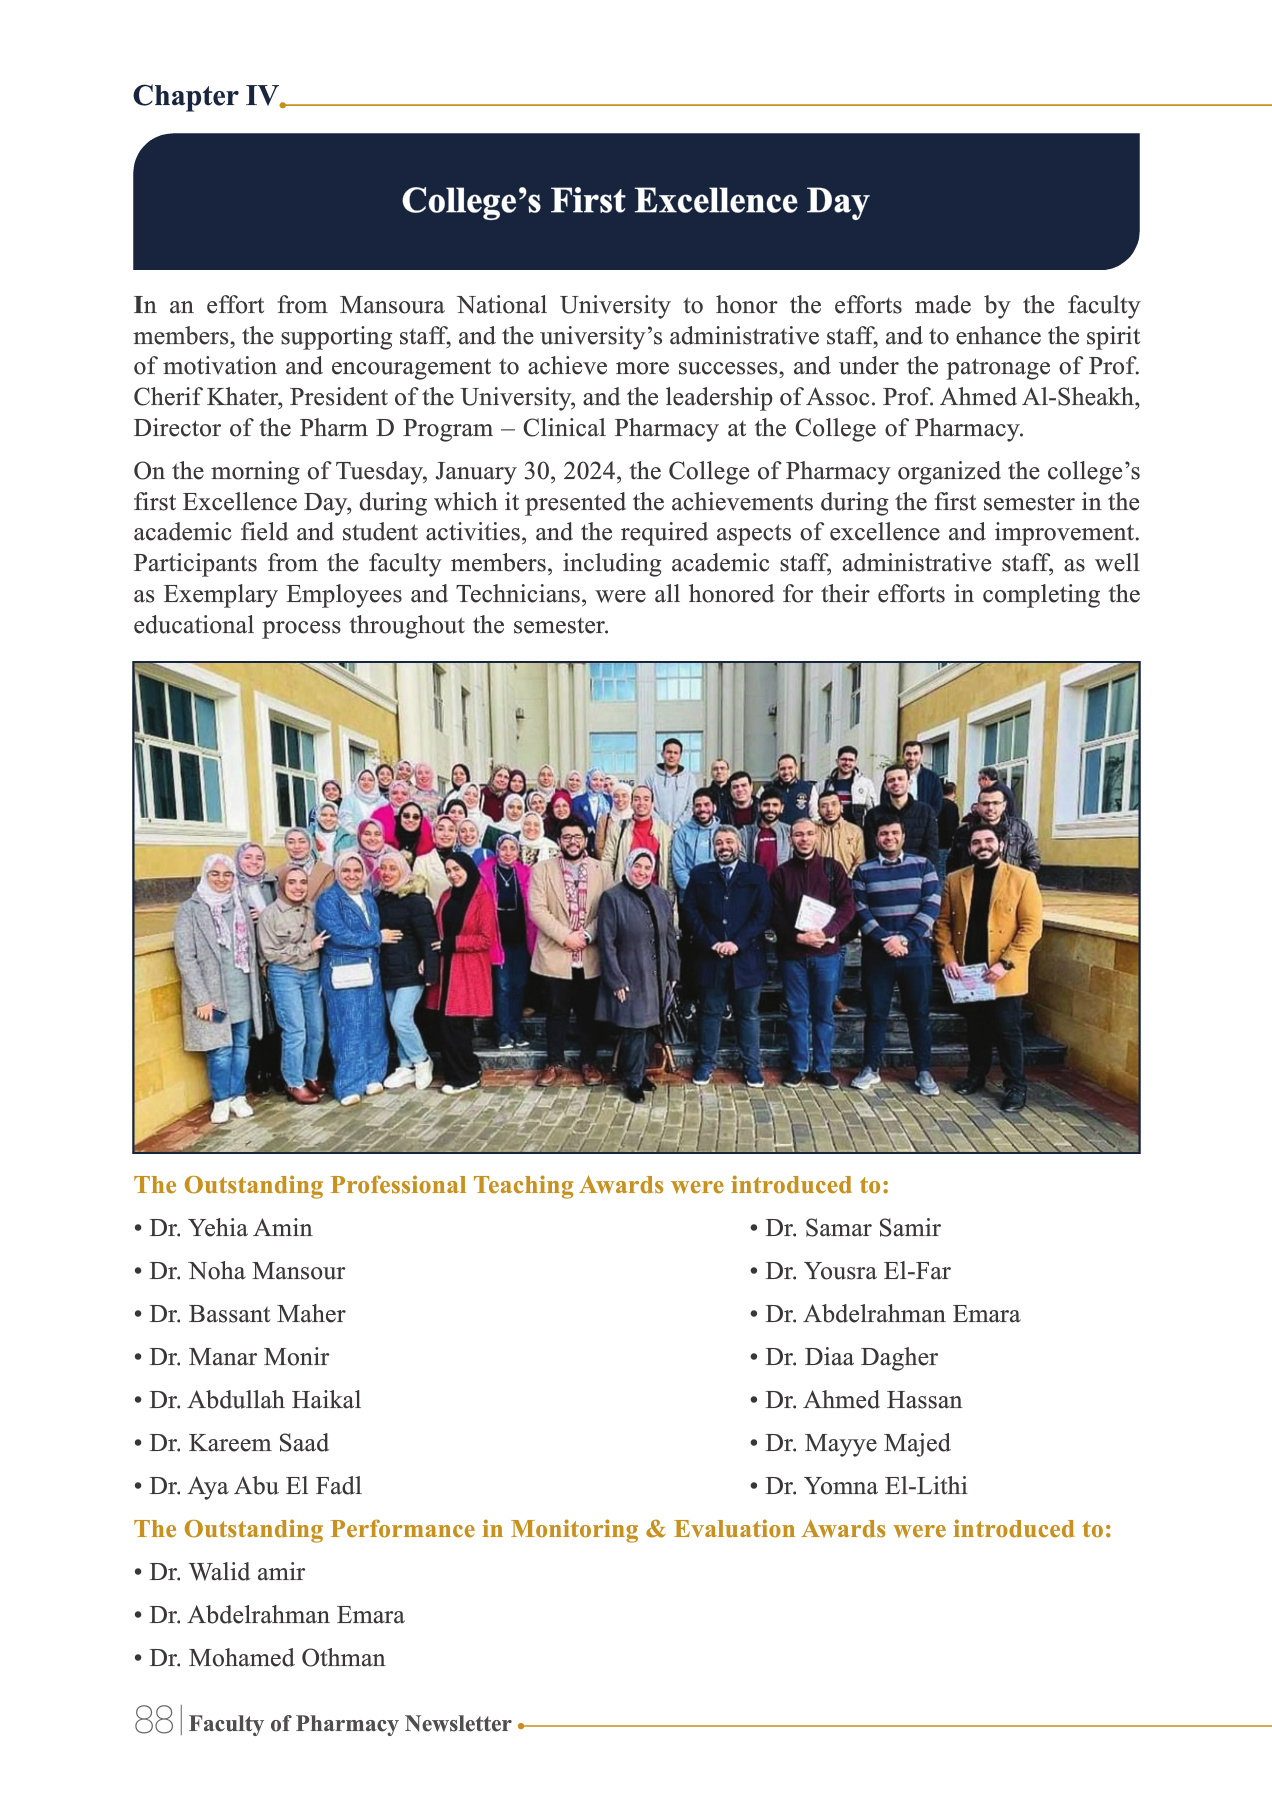 Chapter IV
College’s First Excellence Day
In an effort from Mansoura National University to honor the efforts made by the faculty
members, the supporting staff, and the university’s administrative staff, and to enhance the spirit
of motivation and encouragement to achieve more successes, and under the patronage of Prof.
Cherif Khater, President of the University, and the leadership of Assoc. Prof. Ahmed Al-Sheakh,
Director of the Pharm D Program – Clinical Pharmacy at the College of Pharmacy.
On the morning of Tuesday, January 30, 2024, the College of Pharmacy organized the college’s
first Excellence Day, during which it presented the achievements during the first semester in the
academic field and student activities, and the required aspects of excellence and improvement.
Participants from the faculty members, including academic staff, administrative staff, as well
as Exemplary Employees and Technicians, were all honored for their efforts in completing the
educational process throughout the semester.
The Outstanding Professional Teaching Awards were introduced to:
• Dr. Yehia Amin
• Dr. Noha Mansour
• Dr. Bassant Maher
• Dr. Manar Monir
• Dr. Abdullah Haikal
• Dr. Kareem Saad
• Dr. Aya Abu El Fadl
• Dr. Samar Samir
• Dr. Yousra El-Far
• Dr. Abdelrahman Emara
• Dr. Diaa Dagher
• Dr. Ahmed Hassan
• Dr. Mayye Majed
• Dr. Yomna El-Lithi
The Outstanding Performance in Monitoring & Evaluation Awards were introduced to:
• Dr. Walid amir
• Dr. Abdelrahman Emara
• Dr. Mohamed Othman
88 Faculty of Pharmacy Newsletter